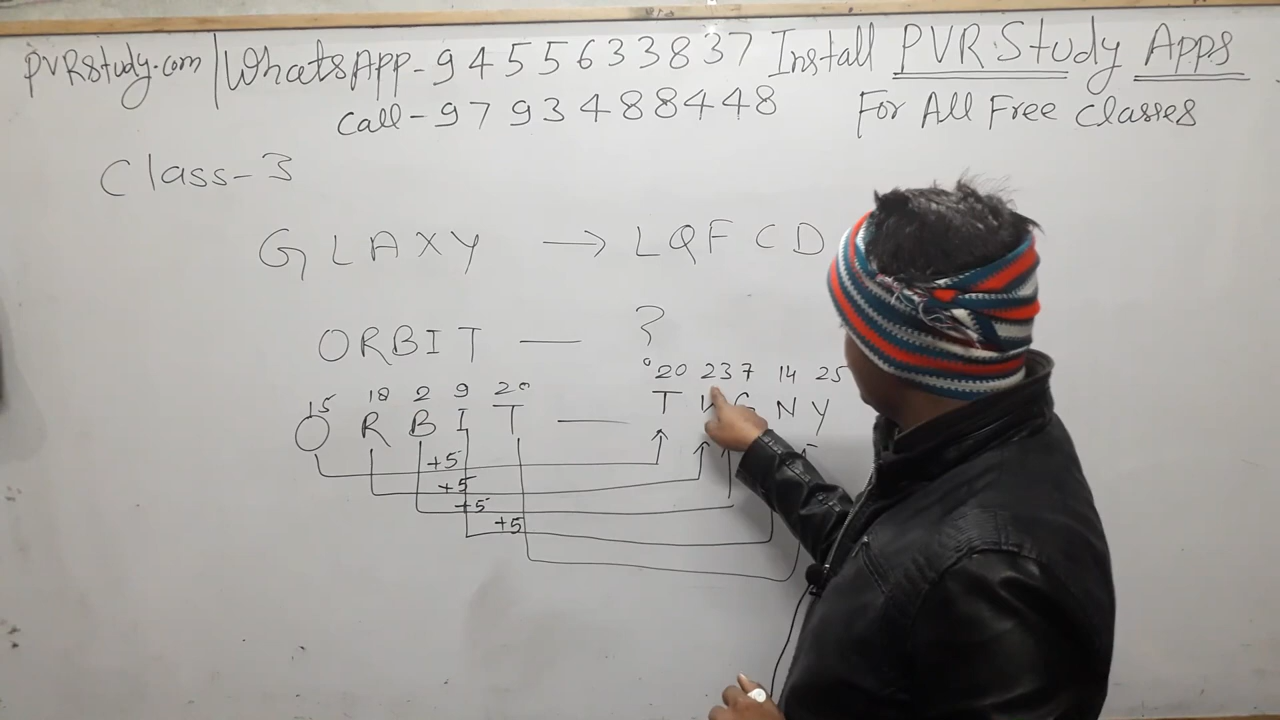 PVRstudy.com | WhatsApp-9455633837 Install PVR.Study Apps
Call-9793488448 For All Free Classes
Class-3
GLAXY → LQFCD
ORBIT — ?
15 18 2 9 20 20 23 7 14 25
O R B I T — T G N Y
+5
+5
+5
+5